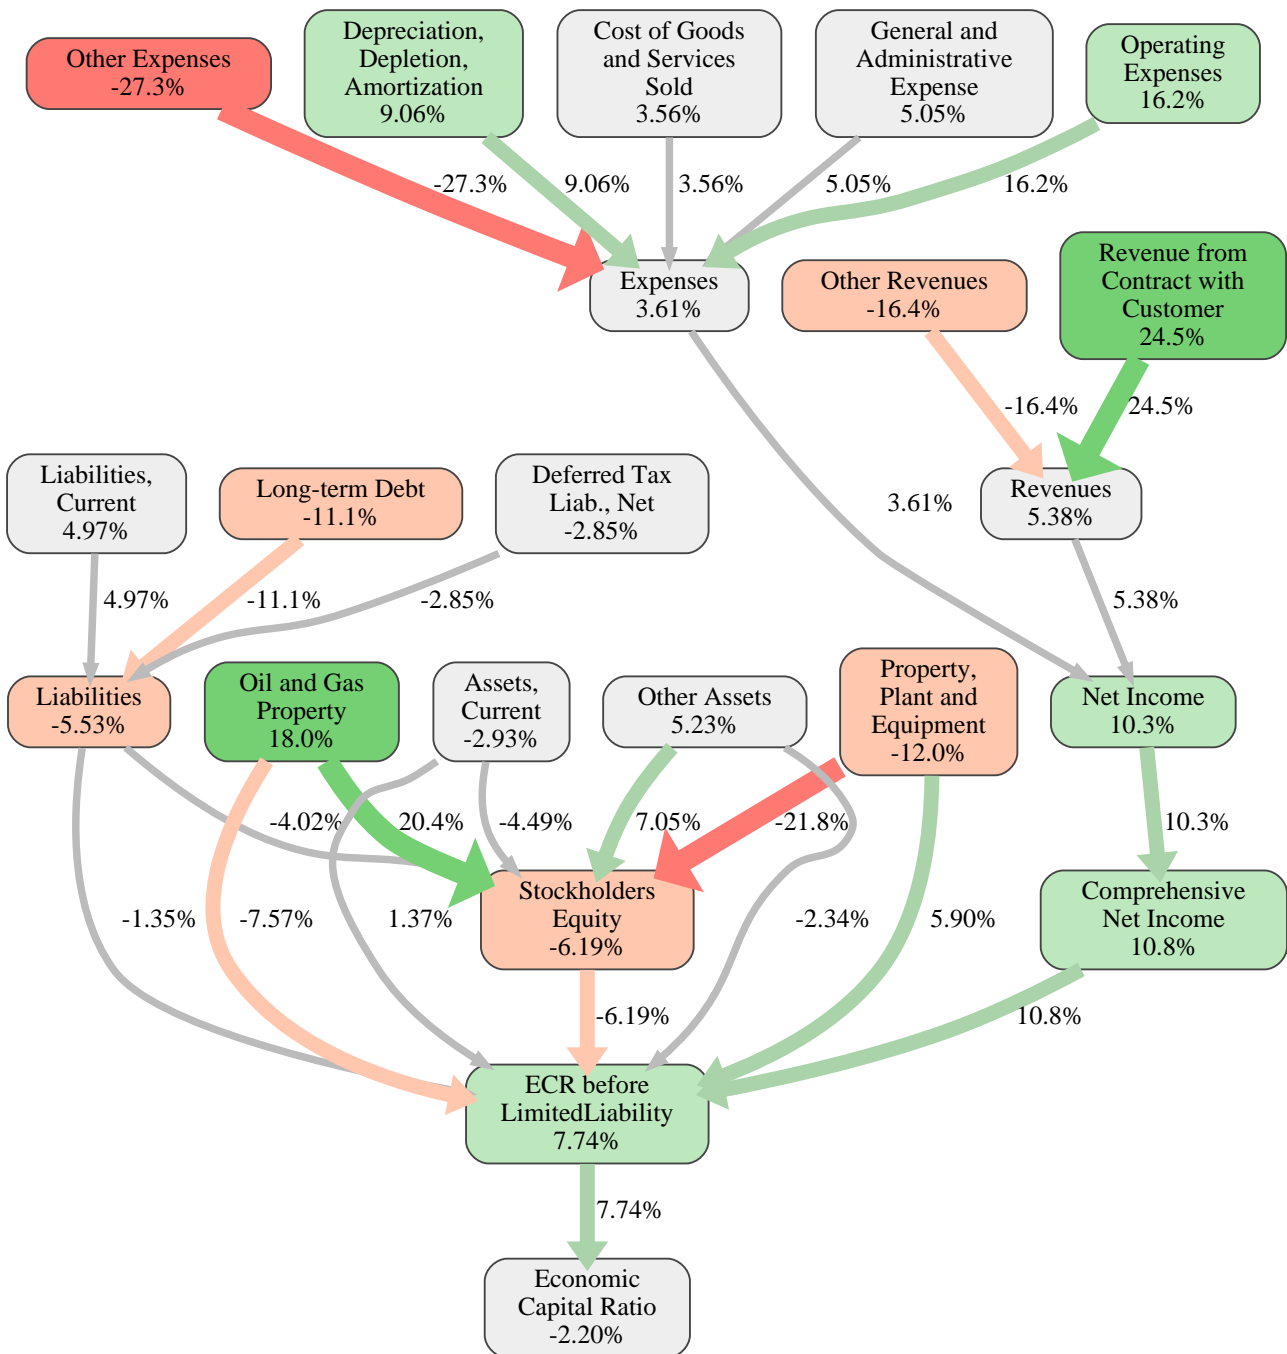 Other Expenses
-27.3%
Depreciation,
Depletion,
Amortization
9.06%
Cost of Goods
and Services
Sold
3.56%
General and
Administrative
Expense
5.05%
Operating
Expenses
16.2%
-27.3%
9.06%
3.56%
5.05%
16.2%
Expenses
3.61%
Other Revenues
-16.4%
Revenue from
Contract with
Customer
24.5%
-16.4%
24.5%
Liabilities,
Current
4.97%
Long-term Debt
-11.1%
Deferred Tax
Liab., Net
-2.85%
3.61%
Revenues
5.38%
4.97%
-11.1%
-2.85%
5.38%
Liabilities
-5.53%
Oil and Gas
Property
18.0%
Assets,
Current
-2.93%
Other Assets
5.23%
Property,
Plant and
Equipment
-12.0%
Net Income
10.3%
-4.02%
20.4%
-4.49%
7.05%
-21.8%
10.3%
-1.35%
-7.57%
1.37%
Stockholders
Equity
-6.19%
-2.34%
5.90%
Comprehensive
Net Income
10.8%
-6.19%
10.8%
ECR before
LimitedLiability
7.74%
7.74%
Economic
Capital Ratio
-2.20%